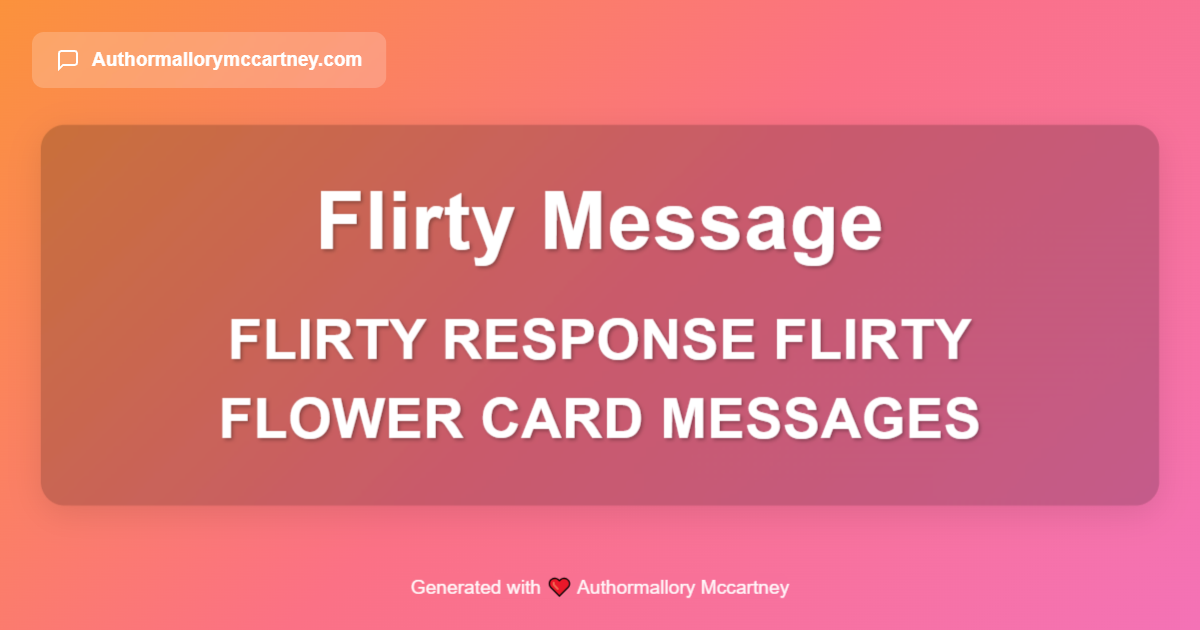 Authormallorymccartney.com
Flirty Message
FLIRTY RESPONSE FLIRTY
FLOWER CARD MESSAGES
Generated with ❤️ Authormallory Mccartney